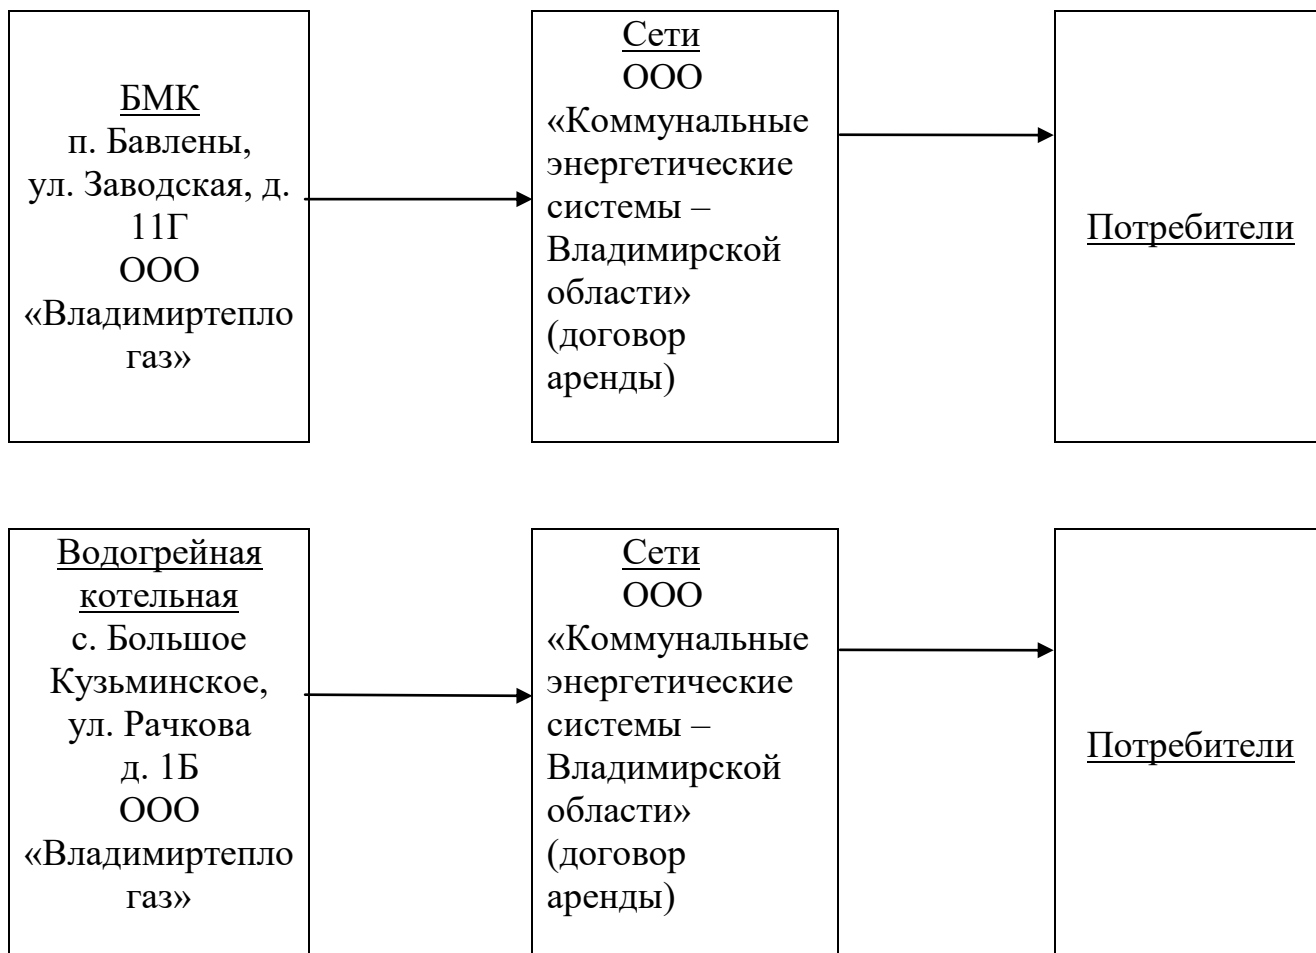 БМК
п. Бавлены,
ул. Заводская, д.
11Г
ООО
«Владимиртепло
газ»
Сети
ООО
«Коммунальные
энергетические
системы –
Владимирской
области»
(договор
аренды)
Потребители
Водогрейная
котельная
с. Большое
Кузьминское,
ул. Рачкова
д. 1Б
ООО
«Владимиртепло
газ»
Сети
ООО
«Коммунальные
энергетические
системы –
Владимирской
области»
(договор
аренды)
Потребители